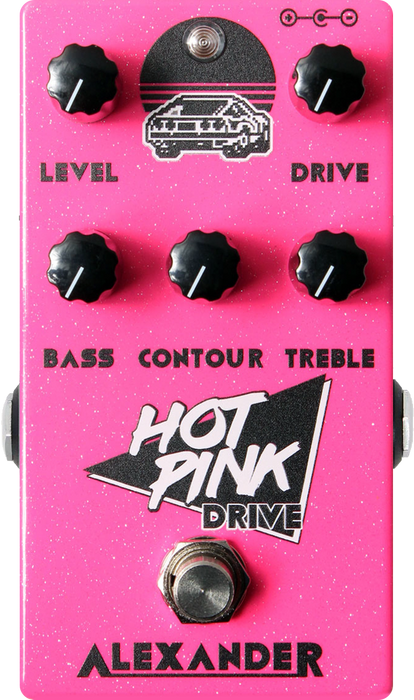 LEVEL DRIVE
BASS CONTOUR TREBLE
HOT
PINK
DRIVE
ALEXANDER